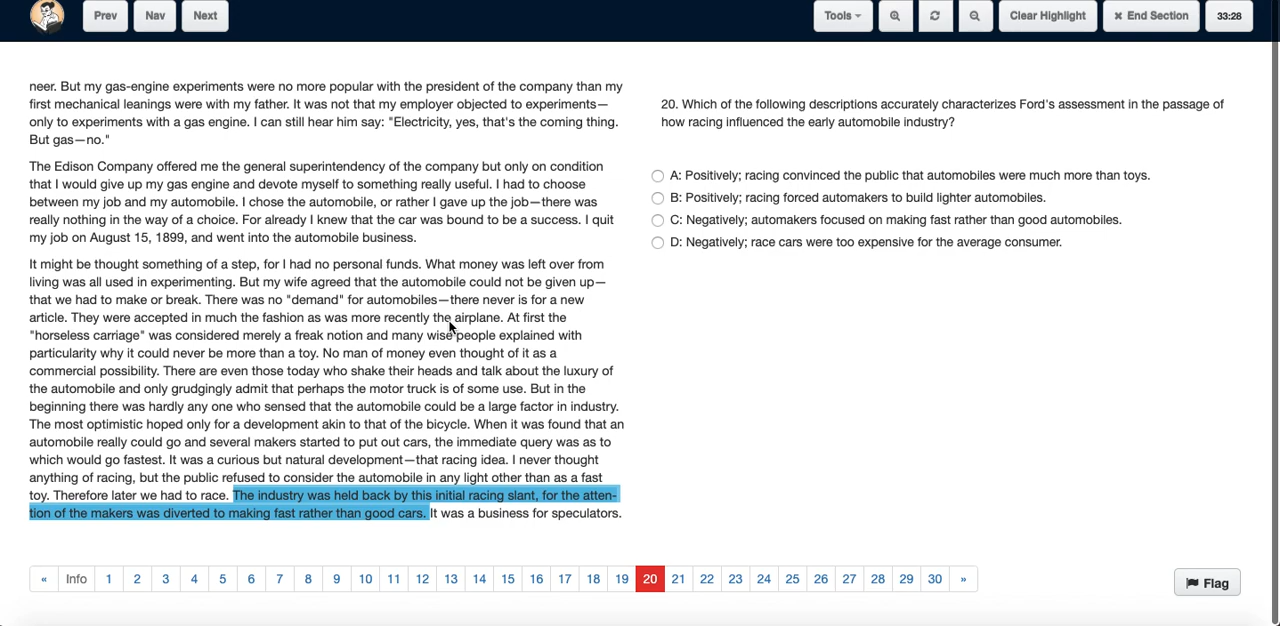 Prev
Nav
Next
Tools
Clear Highlight
✖ End Section
33:28
neer. But my gas-engine experiments were no more popular with the president of the company than my
first mechanical leanings were with my father. It was not that my employer objected to experiments—
only to experiments with a gas engine. I can still hear him say: "Electricity, yes, that's the coming thing.
But gas—no."
The Edison Company offered me the general superintendency of the company but only on condition
that I would give up my gas engine and devote myself to something really useful. I had to choose
between my job and my automobile. I chose the automobile, or rather I gave up the job—there was
really nothing in the way of a choice. For already I knew that the car was bound to be a success. I quit
my job on August 15, 1899, and went into the automobile business.
It might be thought something of a step, for I had no personal funds. What money was left over from
living was all used in experimenting. But my wife agreed that the automobile could not be given up—
that we had to make or break. There was no "demand" for automobiles—there never is for a new
article. They were accepted in much the fashion as was more recently the airplane. At first the
"horseless carriage" was considered merely a freak notion and many wise people explained with
particularity why it could never be more than a toy. No man of money even thought of it as a
commercial possibility. There are even those today who shake their heads and talk about the luxury of
the automobile and only grudgingly admit that perhaps the motor truck is of some use. But in the
beginning there was hardly any one who sensed that the automobile could be a large factor in industry.
The most optimistic hoped only for a development akin to that of the bicycle. When it was found that an
automobile really could go and several makers started to put out cars, the immediate query was as to
which would go fastest. It was a curious but natural development—that racing idea. I never thought
anything of racing, but the public refused to consider the automobile in any light other than as a fast
toy. Therefore later we had to race. The industry was held back by this initial racing slant, for the atten-
tion of the makers was diverted to making fast rather than good cars. It was a business for speculators.
20. Which of the following descriptions accurately characterizes Ford's assessment in the passage of
how racing influenced the early automobile industry?
A: Positively; racing convinced the public that automobiles were much more than toys.
B: Positively; racing forced automakers to build lighter automobiles.
C: Negatively; automakers focused on making fast rather than good automobiles.
D: Negatively; race cars were too expensive for the average consumer.
« Info 1 2 3 4 5 6 7 8 9 10 11 12 13 14 15 16 17 18 19 20 21 22 23 24 25 26 27 28 29 30 »
Flag